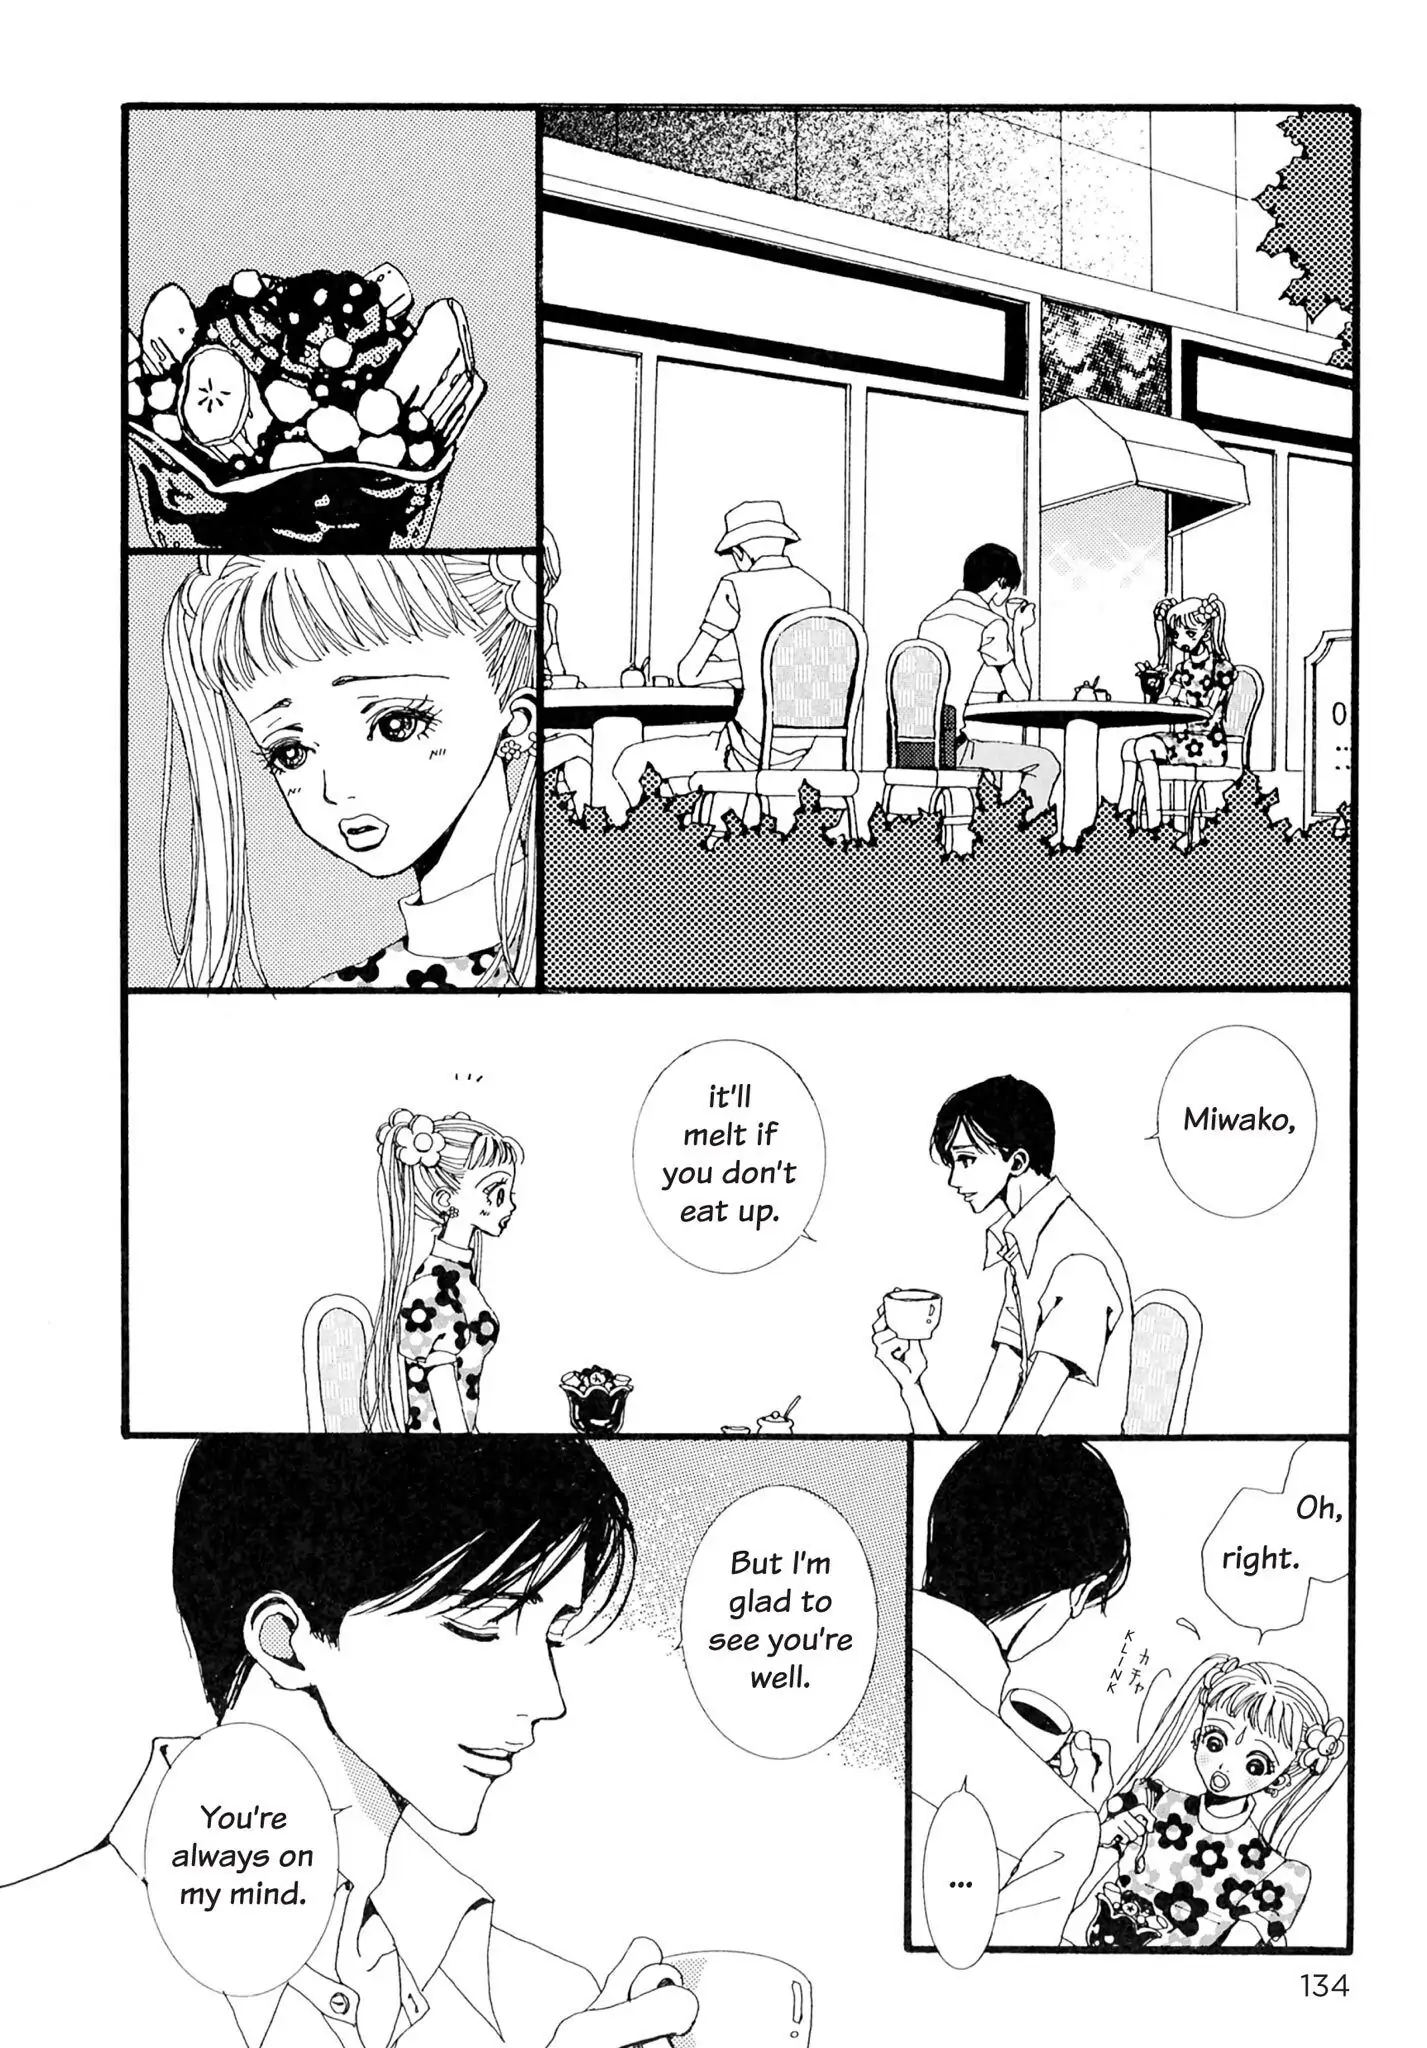 Miwako,
it'll
melt if
you don't
eat up.
Oh,
right.
カチャ
KLINK
...
But I'm
glad to
see you're
well.
You're
always on
my mind.
134